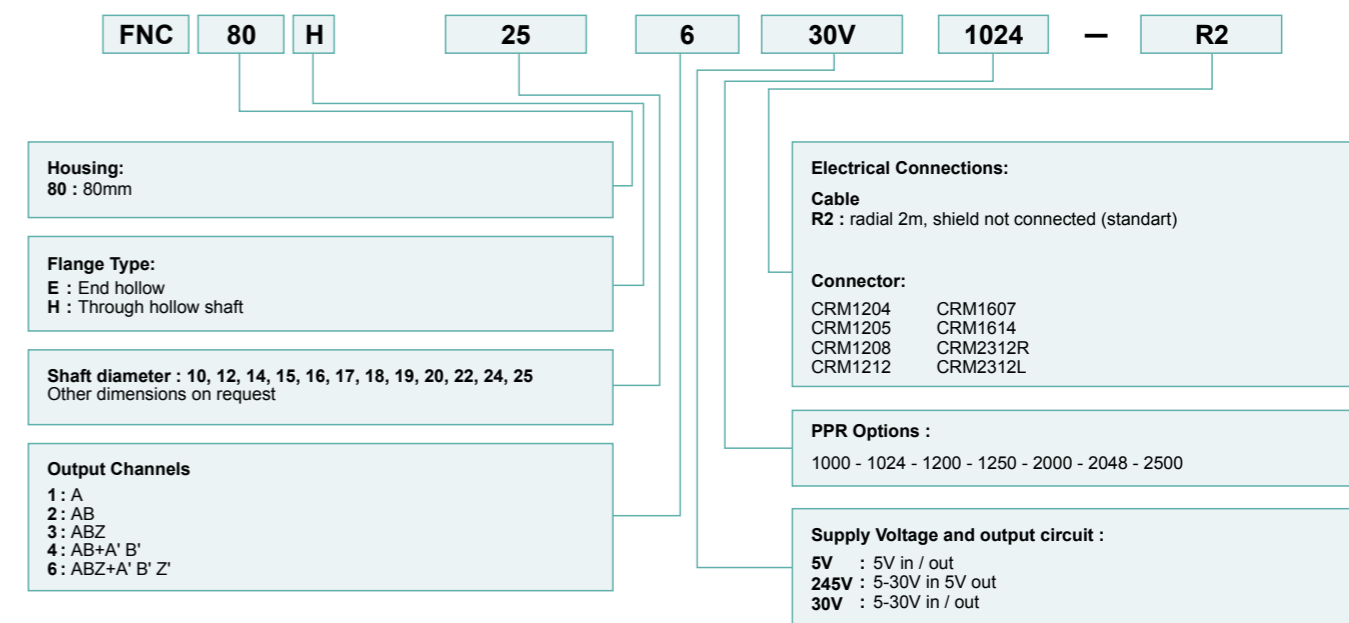 FNC 80 H 25 6 30V 1024 – R2
Housing:
80 : 80mm
Flange Type:
E : End hollow
H : Through hollow shaft
Shaft diameter : 10, 12, 14, 15, 16, 17, 18, 19, 20, 22, 24, 25
Other dimensions on request
Output Channels
1 : A
2 : AB
3 : ABZ
4 : AB+A' B'
6 : ABZ+A' B' Z'
Electrical Connections:
Cable
R2 : radial 2m, shield not connected (standart)
Connector:
CRM1204 CRM1607
CRM1205 CRM1614
CRM1208 CRM2312R
CRM1212 CRM2312L
PPR Options :
1000 - 1024 - 1200 - 1250 - 2000 - 2048 - 2500
Supply Voltage and output circuit :
5V : 5V in / out
245V : 5-30V in 5V out
30V : 5-30V in / out